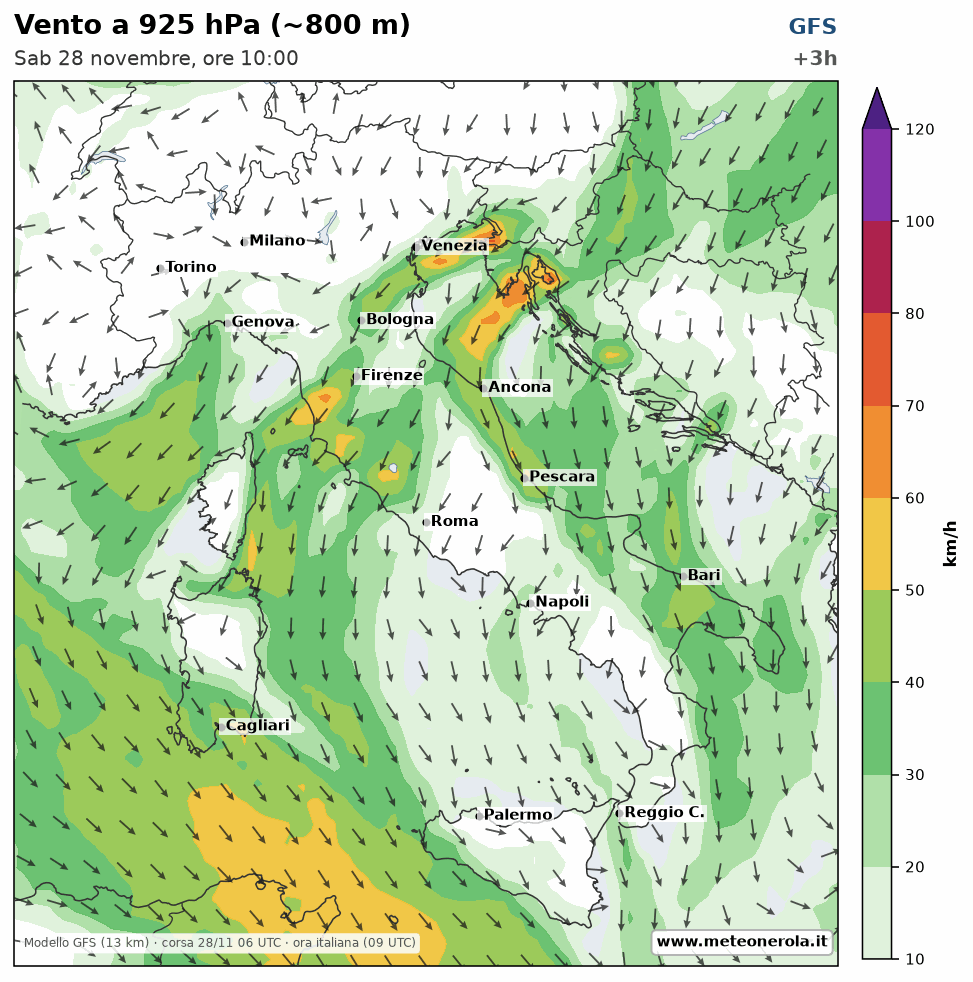 Vento a 925 hPa (~800 m)
GFS
Sab 28 novembre, ore 10:00
+3h
120
100
80
70
60
50
40
30
20
10
km/h
Venezia
Milano
Torino
Genova
Bologna
Firenze
Ancona
Pescara
Roma
Bari
Napoli
Cagliari
Palermo
Reggio C.
Modello GFS (13 km) · corsa 28/11 06 UTC · ora italiana (09 UTC)
www.meteonerola.it